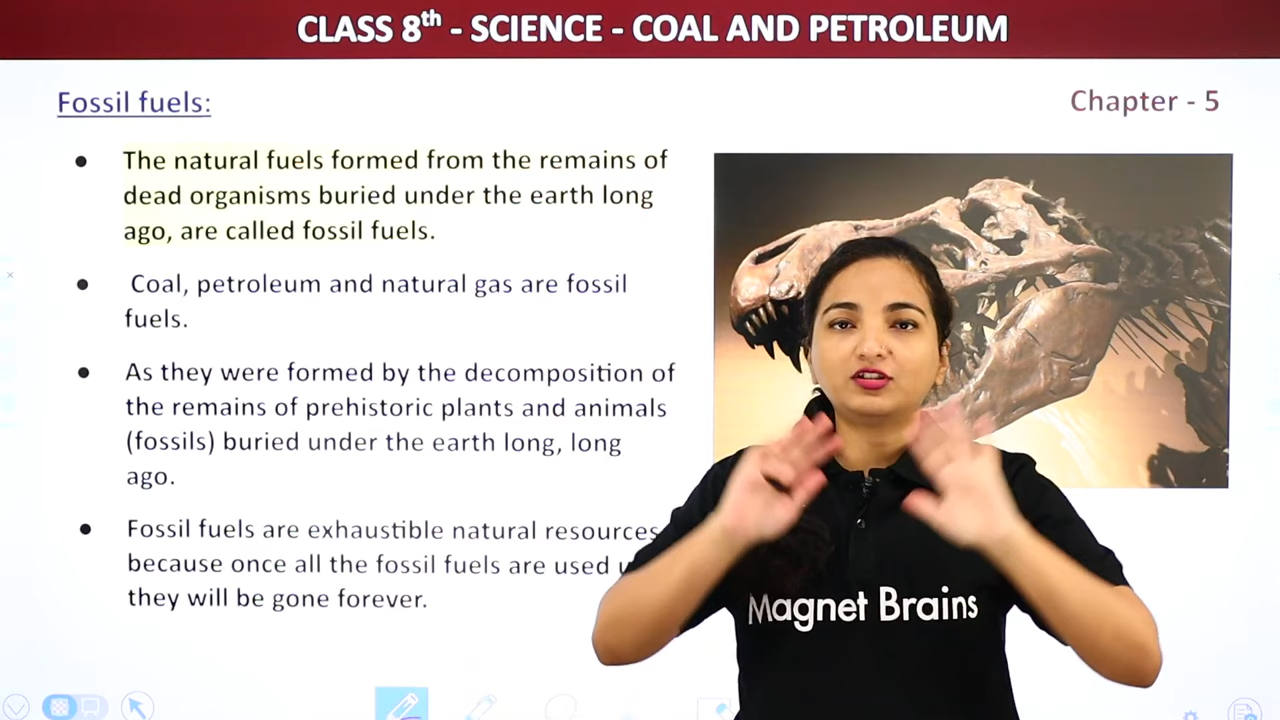 CLASS 8th - SCIENCE - COAL AND PETROLEUM
Fossil fuels:
Chapter - 5
The natural fuels formed from the remains of
dead organisms buried under the earth long
ago, are called fossil fuels.
Coal, petroleum and natural gas are fossil
fuels.
As they were formed by the decomposition of
the remains of prehistoric plants and animals
(fossils) buried under the earth long, long
ago.
Fossil fuels are exhaustible natural resources
because once all the fossil fuels are used
they will be gone forever.
Magnet Brains